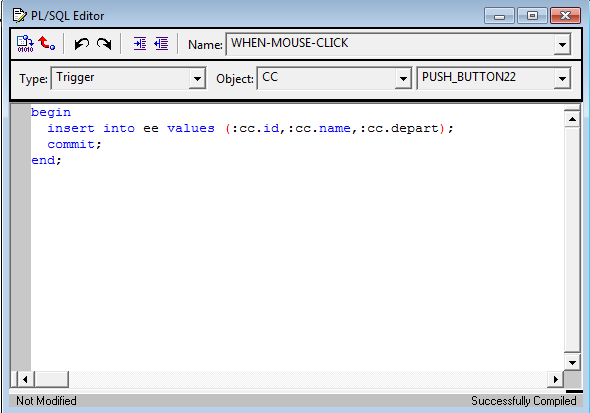 PL/SQL Editor
Name: WHEN-MOUSE-CLICK
Type: Trigger Object: CC PUSH_BUTTON22
begin
insert into ee values (:cc.id,:cc.name,:cc.depart);
commit;
end;
Not Modified Successfully Compiled